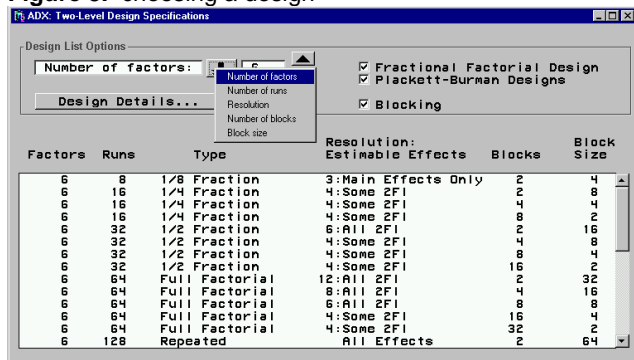 Figure 3: choosing a design
ADX: Two-Level Design Specifications
Design List Options
Number of factors: 6
Number of factors
Number of runs
Resolution
Number of blocks
Block size
Fractional Factorial Design
Plackett-Burman Designs
Design Details...
Blocking
Resolution: Block
Factors Runs Type Estimable Effects Blocks Size
6 8 1/8 Fraction 3:Main Effects Only 2 4
6 16 1/4 Fraction 4:Some 2FI 2 8
6 16 1/4 Fraction 4:Some 2FI 4 4
6 16 1/4 Fraction 4:Some 2FI 8 2
6 32 1/2 Fraction 6:All 2FI 2 16
6 32 1/2 Fraction 4:Some 2FI 4 8
6 32 1/2 Fraction 4:Some 2FI 8 4
6 32 1/2 Fraction 4:Some 2FI 16 2
6 64 Full Factorial 12:All 2FI 2 32
6 64 Full Factorial 8:All 2FI 4 16
6 64 Full Factorial 6:All 2FI 8 8
6 64 Full Factorial 4:Some 2FI 16 4
6 64 Full Factorial 4:Some 2FI 32 2
6 128 Repeated All Effects 2 64